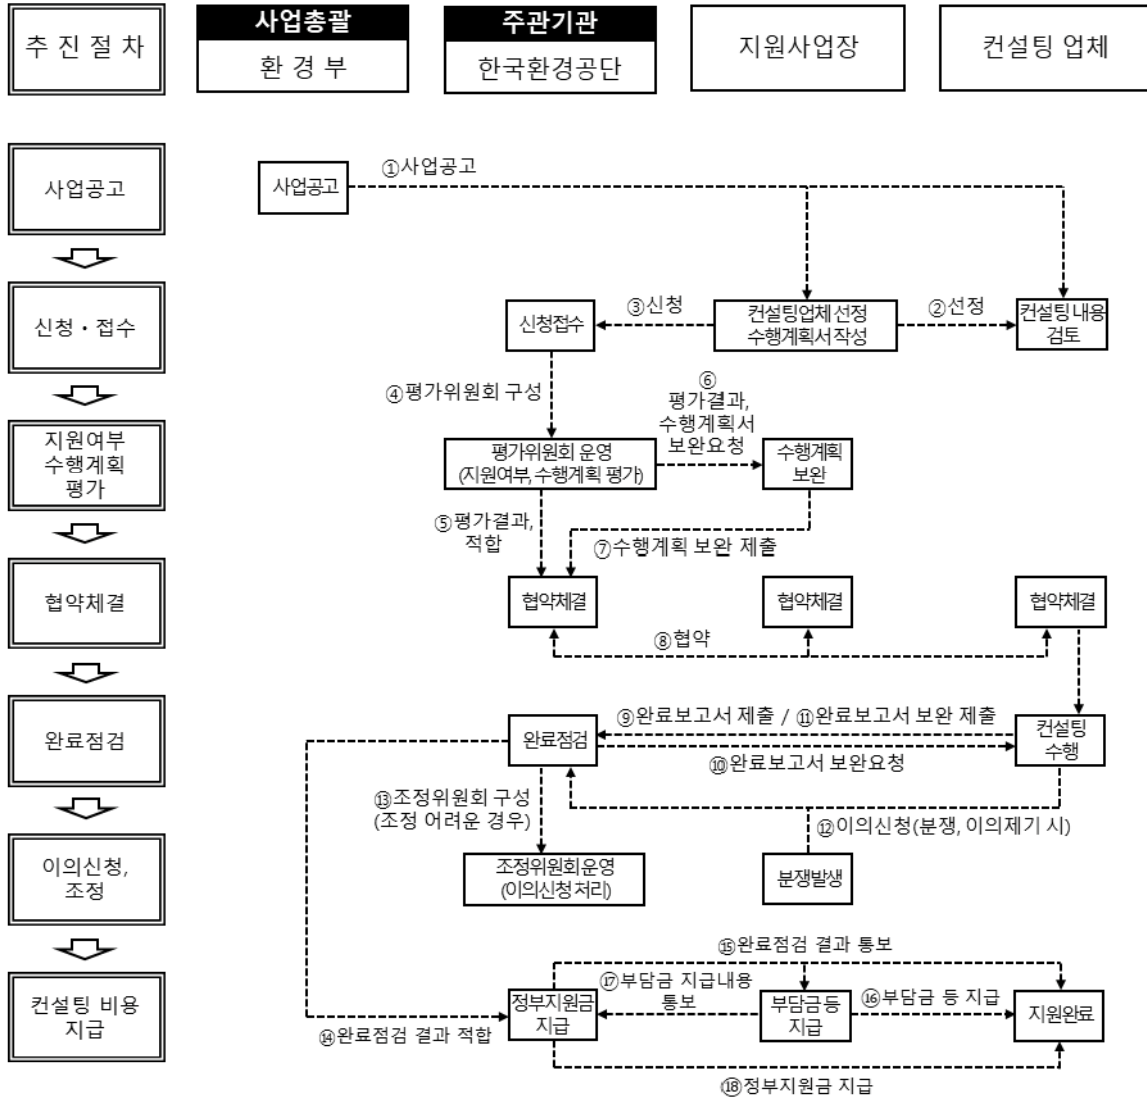 추 진 절 차
사업총괄
환 경 부
주관기관
한국환경공단
지원사업장
컨설팅 업체
사업공고
사업공고
①사업공고
신청・접수
신청접수
③신청
컨설팅업체 선정
수행계획서 작성
②선정
컨설팅 내용
검토
④평가위원회 구성
지원여부
수행계획
평가
평가위원회 운영
(지원여부, 수행계획 평가)
⑥
평가결과,
수행계획서
보완요청
수행계획
보완
⑤평가결과,
적합
⑦수행계획 보완 제출
협약체결
협약체결
협약체결
협약체결
⑧협약
완료점검
완료점검
⑨완료보고서 제출 / ⑪완료보고서 보완 제출
⑩완료보고서 보완요청
컨설팅
수행
⑬조정위원회 구성
(조정 어려운 경우)
⑫이의신청(분쟁, 이의제기 시)
이의신청,
조정
조정위원회 운영
(이의신청 처리)
분쟁발생
⑮완료점검 결과 통보
컨설팅 비용
지급
⑭완료점검 결과 적합
정부지원금
지급
⑰부담금 지급내용
통보
부담금 등
지급
⑯부담금 등 지급
지원완료
⑱정부지원금 지급